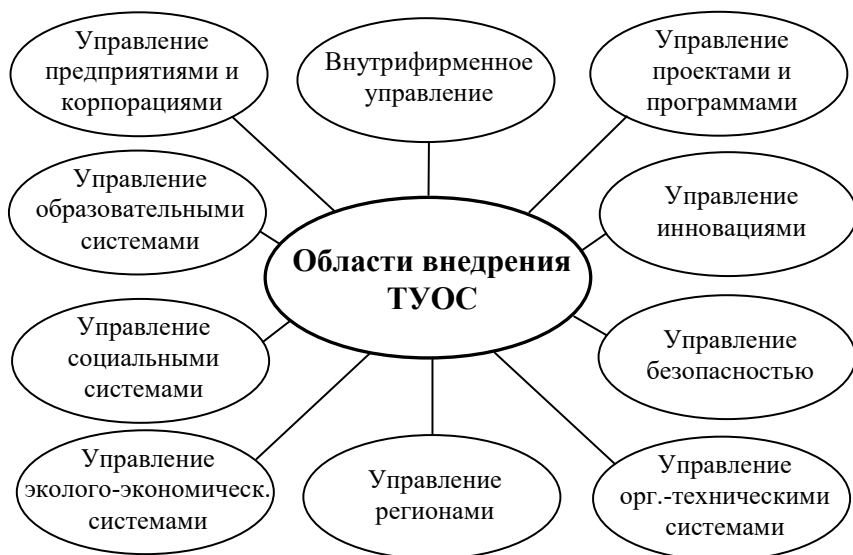 Управление
предприятиями и
корпорациями
Внутрифирменное
управление
Управление
проектами и
программами
Управление
образовательными
системами
Управление
инновациями
Области внедрения
ТУОС
Управление
социальными
системами
Управление
безопасностью
Управление
эколого-экономическ.
системами
Управление
регионами
Управление
орг.-техническими
системами